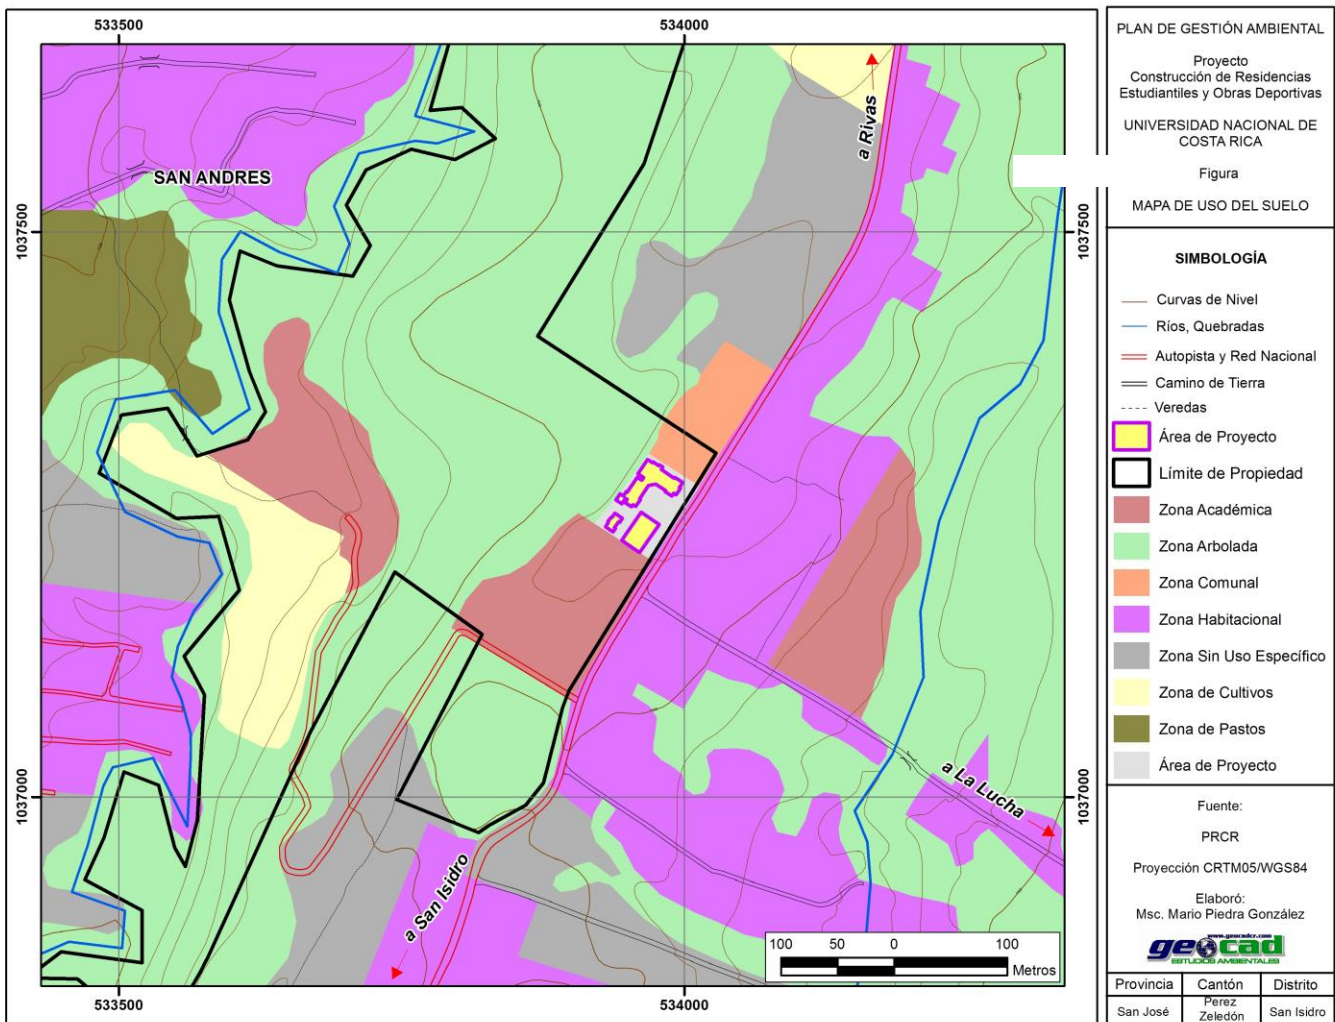 533500
534000
1037500
1037500
1037000
1037000
533500
534000
SAN ANDRES
a Rivas
a La Lucha
a San Isidro
100 50 0 100
Metros
PLAN DE GESTIÓN AMBIENTAL
Proyecto
Construcción de Residencias
Estudiantiles y Obras Deportivas
UNIVERSIDAD NACIONAL DE
COSTA RICA
Figura
MAPA DE USO DEL SUELO
SIMBOLOGÍA
Curvas de Nivel
Ríos, Quebradas
Autopista y Red Nacional
Camino de Tierra
Veredas
Área de Proyecto
Límite de Propiedad
Zona Académica
Zona Arbolada
Zona Comunal
Zona Habitacional
Zona Sin Uso Específico
Zona de Cultivos
Zona de Pastos
Área de Proyecto
Fuente:
PRCR
Proyección CRTM05/WGS84
Elaboró:
Msc. Mario Piedra González
www.geocadcr.com
geocad
ESTUDIOS AMBIENTALES
Provincia Cantón Distrito
San José Perez Zeledón San Isidro